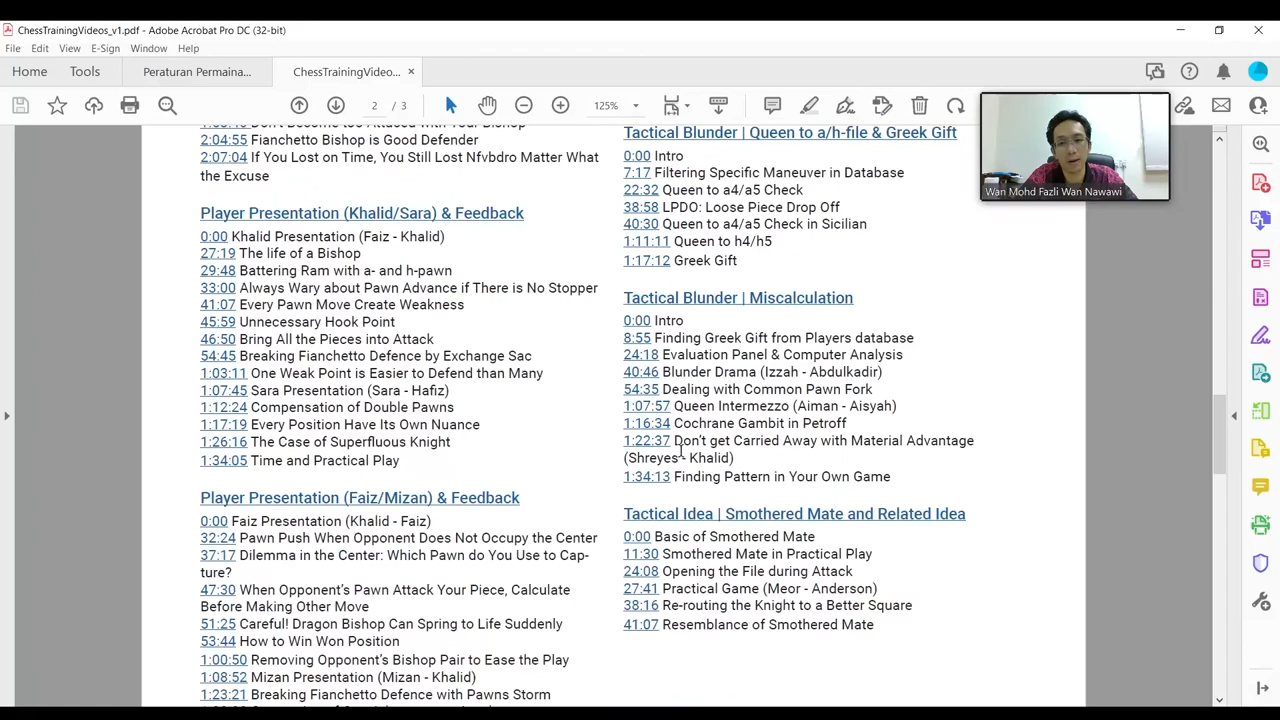 ChessTrainingVideos_v1.pdf - Adobe Acrobat Pro DC (32-bit)
File Edit View E-Sign Window Help
Home Tools Peraturan Permaina... ChessTrainingVideo... ×
2 / 3 125%
Wan Mohd Fazli Wan Nawawi
2:04:55 Fianchetto Bishop is Good Defender
2:07:04 If You Lost on Time, You Still Lost Nfvbdro Matter What
the Excuse
Player Presentation (Khalid/Sara) & Feedback
0:00 Khalid Presentation (Faiz - Khalid)
27:19 The life of a Bishop
29:48 Battering Ram with a- and h-pawn
33:00 Always Wary about Pawn Advance if There is No Stopper
41:07 Every Pawn Move Create Weakness
45:59 Unnecessary Hook Point
46:50 Bring All the Pieces into Attack
54:45 Breaking Fianchetto Defence by Exchange Sac
1:03:11 One Weak Point is Easier to Defend than Many
1:07:45 Sara Presentation (Sara - Hafiz)
1:12:24 Compensation of Double Pawns
1:17:19 Every Position Have Its Own Nuance
1:26:16 The Case of Superfluous Knight
1:34:05 Time and Practical Play
Player Presentation (Faiz/Mizan) & Feedback
0:00 Faiz Presentation (Khalid - Faiz)
32:24 Pawn Push When Opponent Does Not Occupy the Center
37:17 Dilemma in the Center: Which Pawn do You Use to Cap-
ture?
47:30 When Opponent's Pawn Attack Your Piece, Calculate
Before Making Other Move
51:25 Careful! Dragon Bishop Can Spring to Life Suddenly
53:44 How to Win Won Position
1:00:50 Removing Opponent's Bishop Pair to Ease the Play
1:08:52 Mizan Presentation (Mizan - Khalid)
1:23:21 Breaking Fianchetto Defence with Pawns Storm
Tactical Blunder | Queen to a/h-file & Greek Gift
0:00 Intro
7:17 Filtering Specific Maneuver in Database
22:32 Queen to a4/a5 Check
38:58 LPDO: Loose Piece Drop Off
40:30 Queen to a4/a5 Check in Sicilian
1:11:11 Queen to h4/h5
1:17:12 Greek Gift
Tactical Blunder | Miscalculation
0:00 Intro
8:55 Finding Greek Gift from Players database
24:18 Evaluation Panel & Computer Analysis
40:46 Blunder Drama (Izzah - Abdulkadir)
54:35 Dealing with Common Pawn Fork
1:07:57 Queen Intermezzo (Aiman - Aisyah)
1:16:34 Cochrane Gambit in Petroff
1:22:37 Don't get Carried Away with Material Advantage
(Shreyes - Khalid)
1:34:13 Finding Pattern in Your Own Game
Tactical Idea | Smothered Mate and Related Idea
0:00 Basic of Smothered Mate
11:30 Smothered Mate in Practical Play
24:08 Opening the File during Attack
27:41 Practical Game (Meor - Anderson)
38:16 Re-routing the Knight to a Better Square
41:07 Resemblance of Smothered Mate